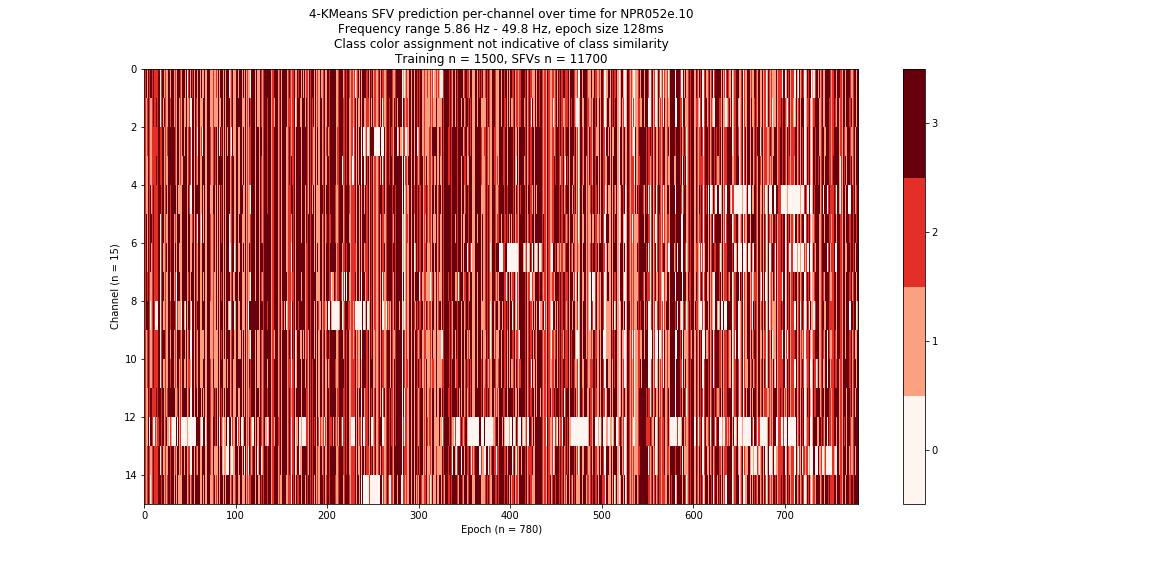 4-KMeans SFV prediction per-channel over time for NPR052e.10
Frequency range 5.86 Hz - 49.8 Hz, epoch size 128ms
Class color assignment not indicative of class similarity
Training n = 1500, SFVs n = 11700
0
2
4
6
8
10
12
14
Channel (n = 15)
0 100 200 300 400 500 600 700
Epoch (n = 780)
3
2
1
0